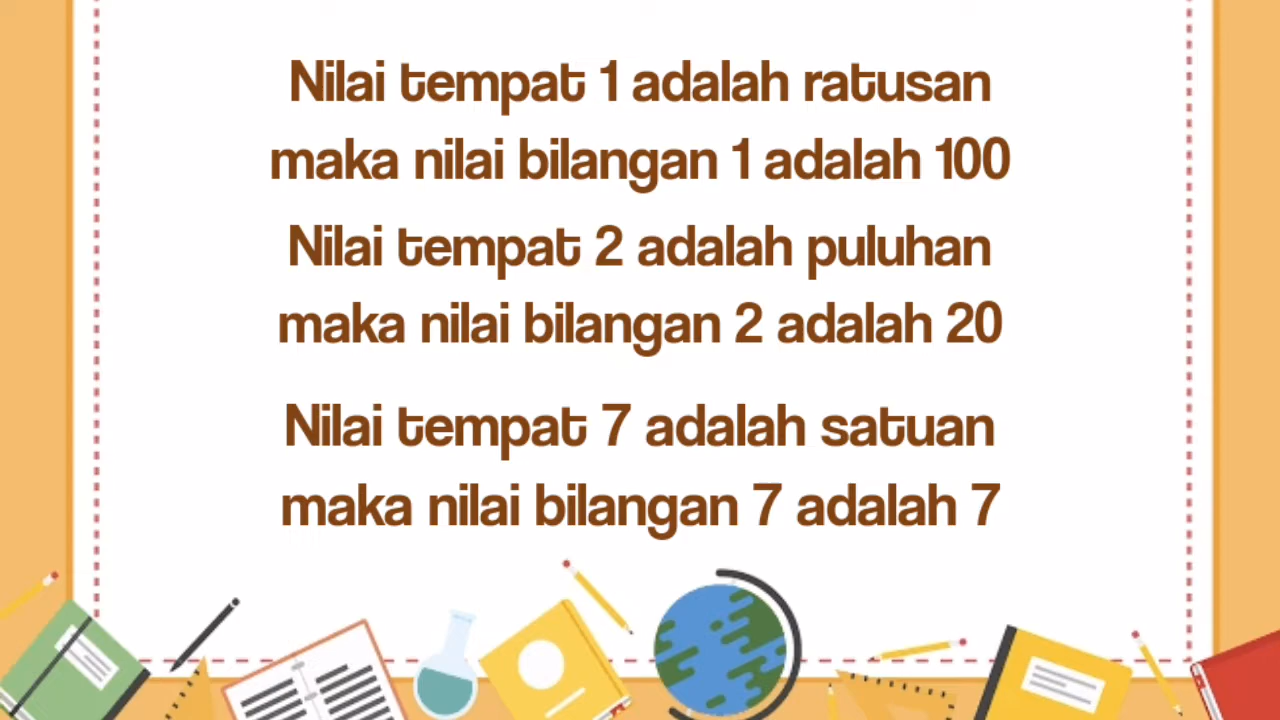 Nilai tempat 1 adalah ratusan
maka nilai bilangan 1 adalah 100
Nilai tempat 2 adalah puluhan
maka nilai bilangan 2 adalah 20
Nilai tempat 7 adalah satuan
maka nilai bilangan 7 adalah 7